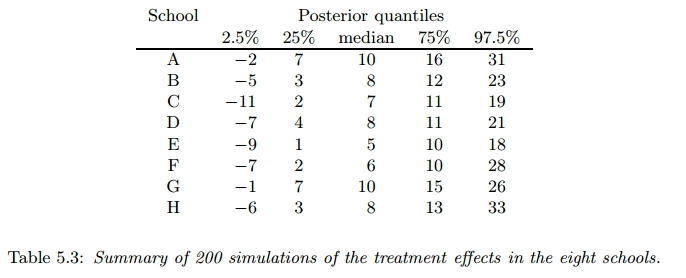 School Posterior quantiles
2.5% 25% median 75% 97.5%
A −2 7 10 16 31
B −5 3 8 12 23
C −11 2 7 11 19
D −7 4 8 11 21
E −9 1 5 10 18
F −7 2 6 10 28
G −1 7 10 15 26
H −6 3 8 13 33
Table 5.3: Summary of 200 simulations of the treatment effects in the eight schools.